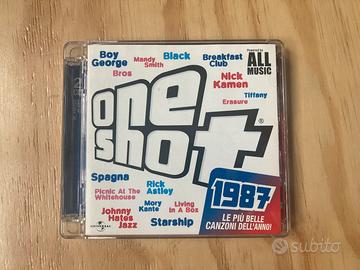 Boy
George
Mandy
Smith
Black
Breakfast
Club
Powered by
ALL
MUSIC
Bros
Nick
Kamen
Tiffany
Erasure
one
shot
®
1987
LE PIÙ BELLE
CANZONI DELL'ANNO!
Spagna
Rick
Astley
Picnic At The
Whitehouse
Mory
Kante
Living
In A Box
Johnny
Hates
Jazz
Starship
UNIVERSAL
subito